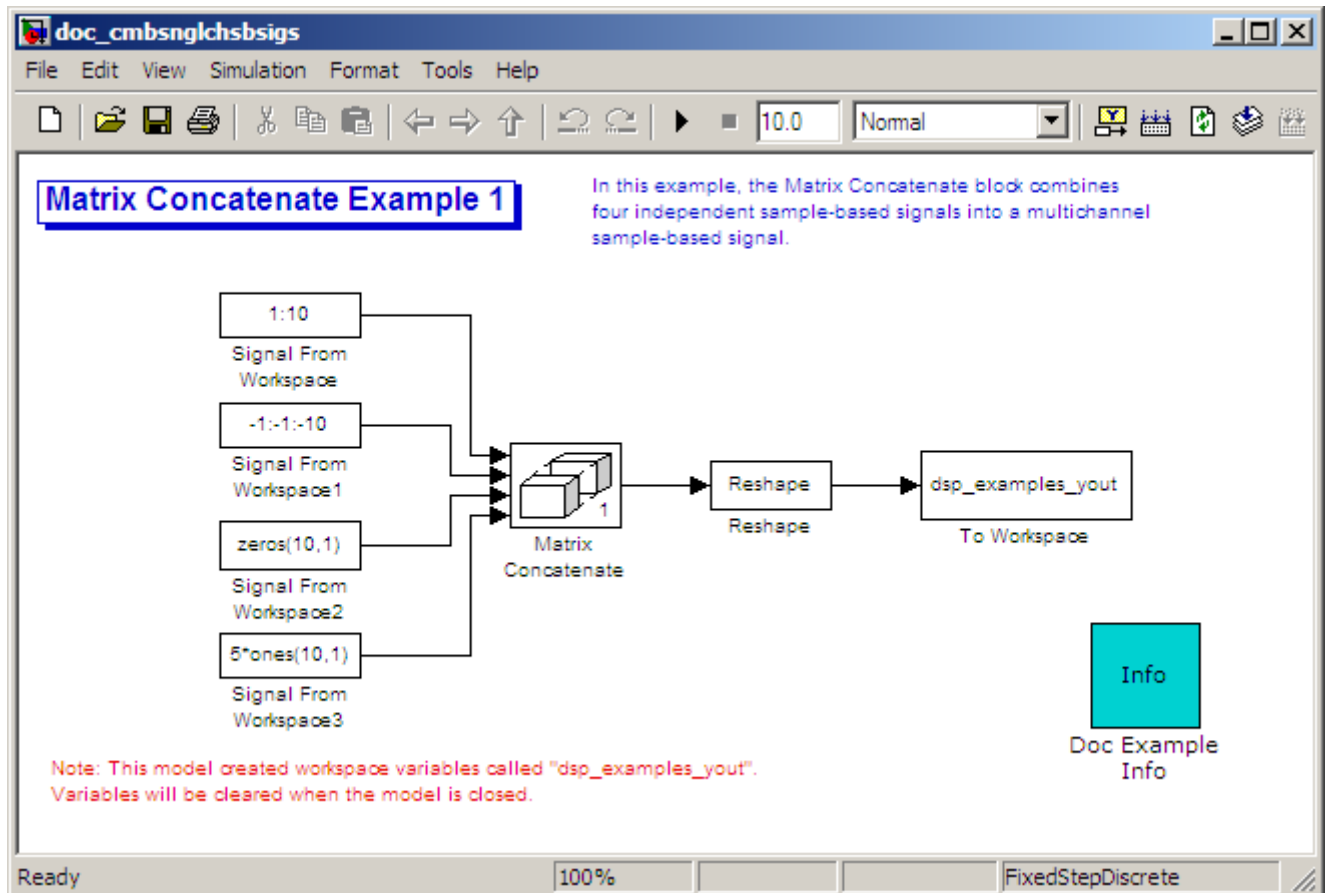 doc_cmbsnglchsbsigs
File Edit View Simulation Format Tools Help
10.0 Normal
Matrix Concatenate Example 1
In this example, the Matrix Concatenate block combines
four independent sample-based signals into a multichannel
sample-based signal.
1:10
Signal From
Workspace
-1:-1:-10
Signal From
Workspace1
zeros(10,1)
Signal From
Workspace2
5*ones(10,1)
Signal From
Workspace3
1
Matrix
Concatenate
Reshape
Reshape
dsp_examples_yout
To Workspace
Info
Doc Example
Info
Note: This model created workspace variables called "dsp_examples_yout".
Variables will be cleared when the model is closed.
Ready 100% FixedStepDiscrete